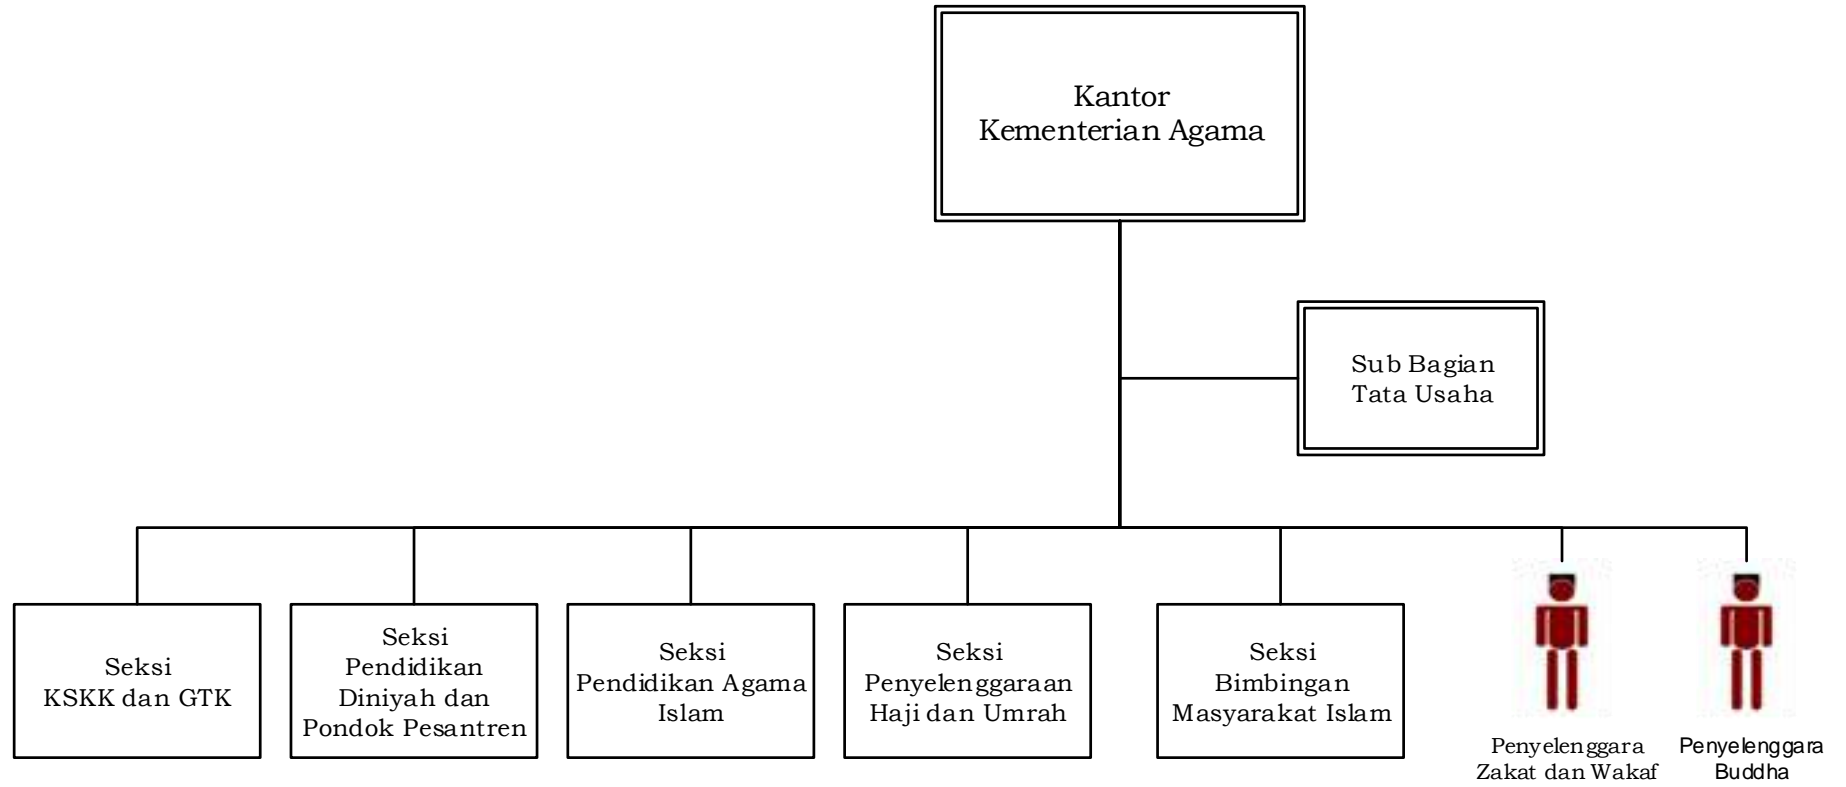 Kantor
Kementerian Agama
Sub Bagian
Tata Usaha
Seksi
KSKK dan GTK
Seksi
Pendidikan
Diniyah dan
Pondok Pesantren
Seksi
Pendidikan Agama
Islam
Seksi
Penyelenggaraan
Haji dan Umrah
Seksi
Bimbingan
Masyarakat Islam
Penyelenggara
Zakat dan Wakaf
Penyelenggara
Buddha